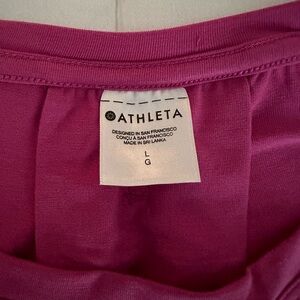 ATHLETA
DESIGNED IN SAN FRANCISCO
CONÇU À SAN FRANCISCO
MADE IN SRI LANKA
L
G